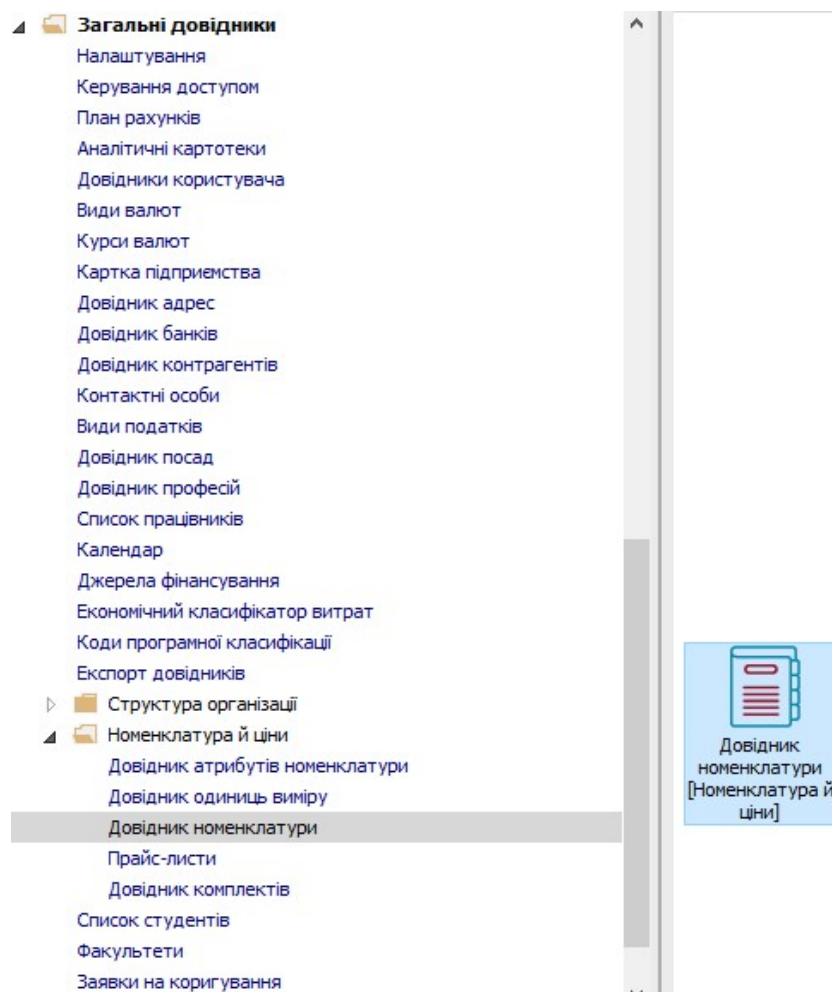 Загальні довідники
Налаштування
Керування доступом
План рахунків
Аналітичні картотеки
Довідники користувача
Види валют
Курси валют
Картка підприємства
Довідник адрес
Довідник банків
Довідник контрагентів
Контактні особи
Види податків
Довідник посад
Довідник професій
Список працівників
Календар
Джерела фінансування
Економічний класифікатор витрат
Коди програмної класифікації
Експорт довідників
Структура організації
Номенклатура й ціни
Довідник атрибутів номенклатури
Довідник одиниць виміру
Довідник номенклатури
Прайс-листи
Довідник комплектів
Список студентів
Факультети
Заявки на коригування
Довідник
номенклатури
[Номенклатура й
ціни]